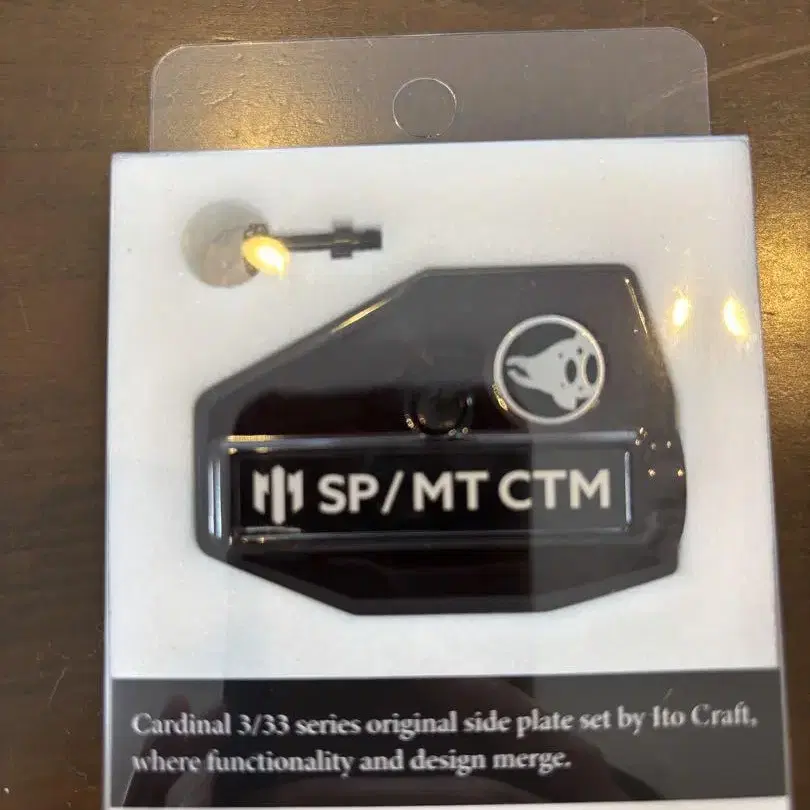 SP/MT CTM
Cardinal 3/33 series original side plate set by Ito Craft,
where functionality and design merge.